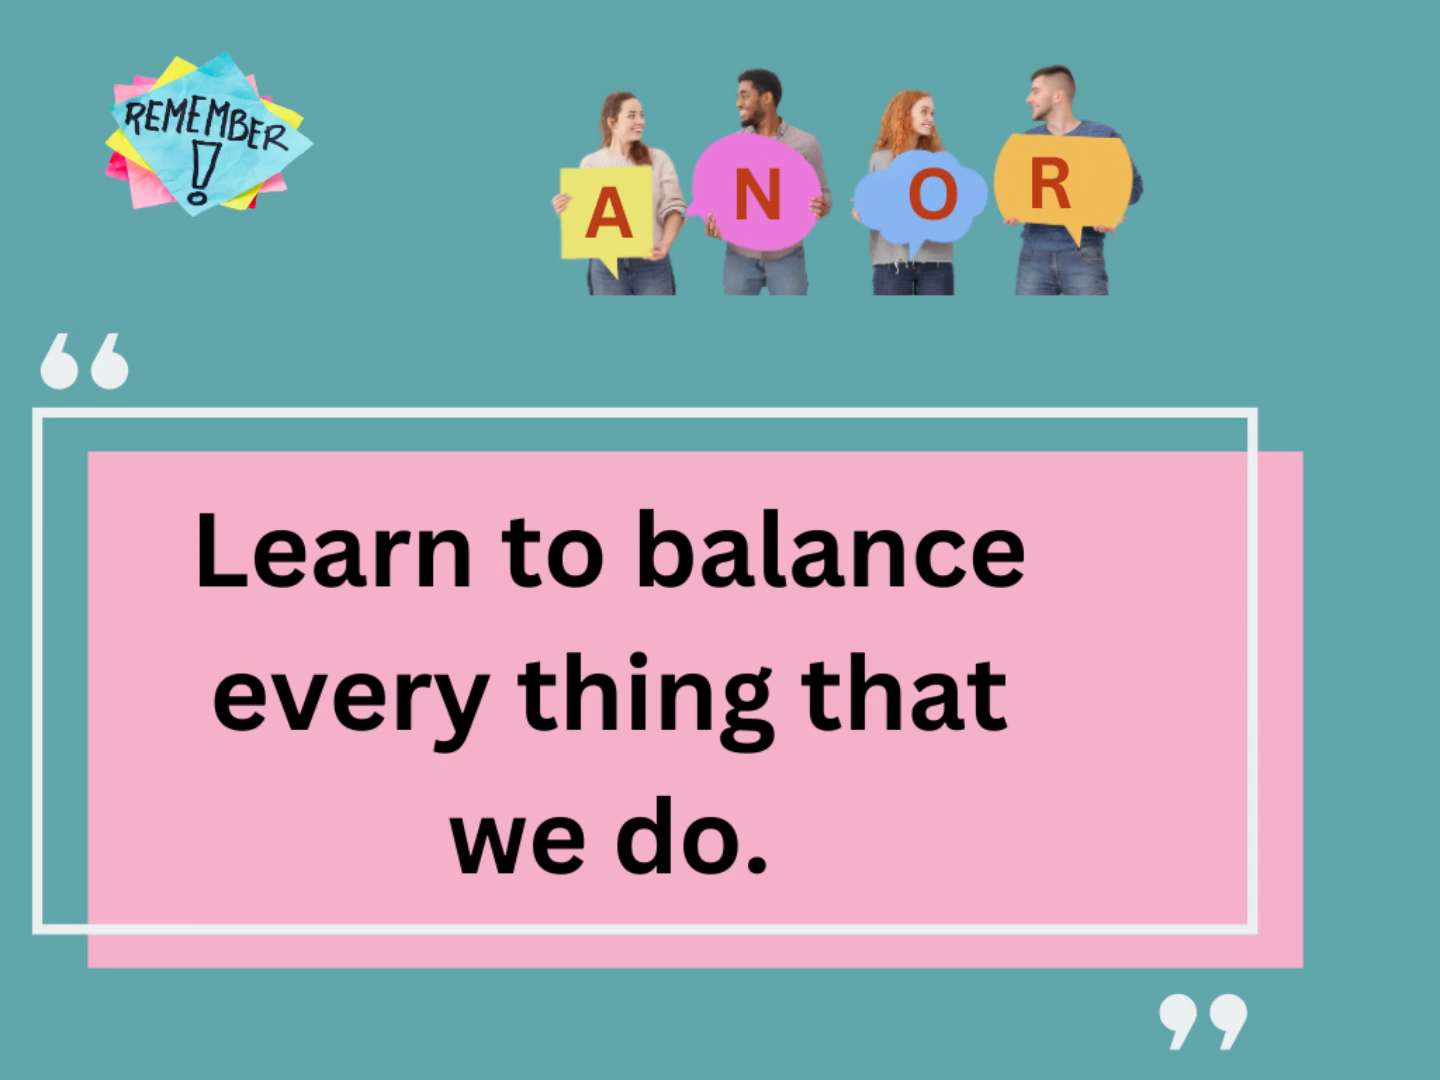 REMEMBER
!
A N O R
“
Learn to balance
every thing that
we do.
”